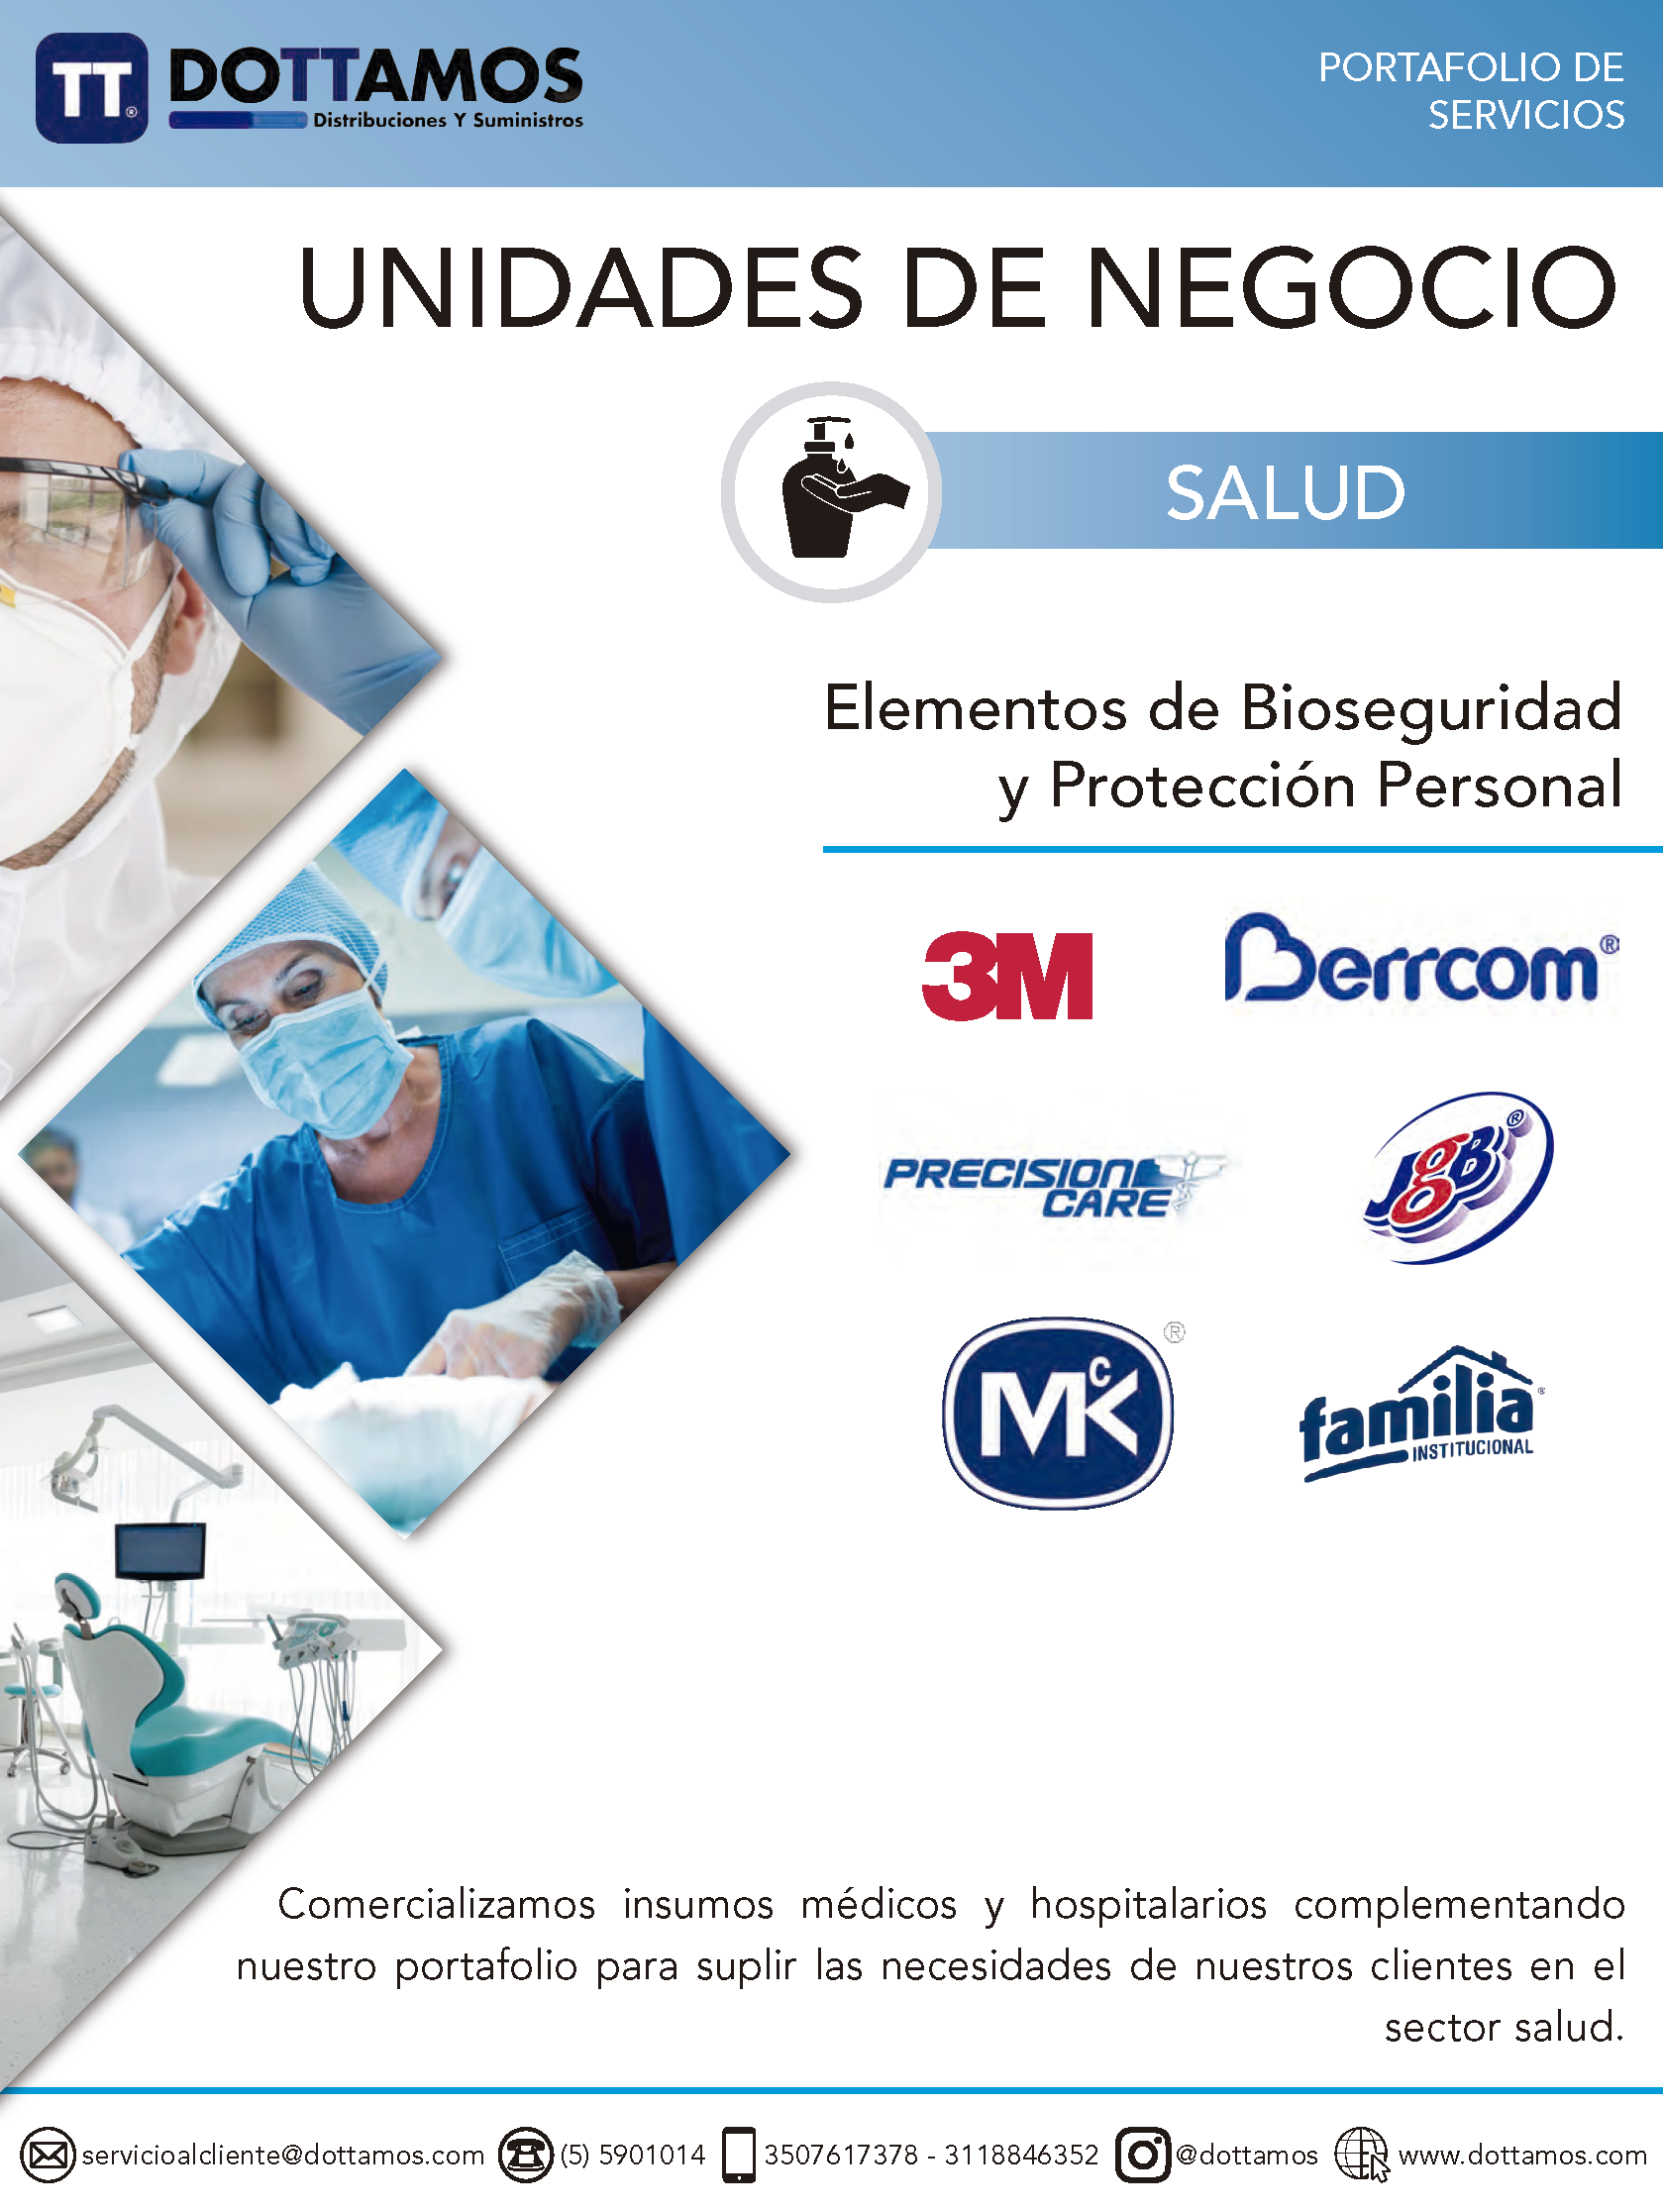 TT®
DOTTAMOS
Distribuciones Y Suministros
PORTAFOLIO DE
SERVICIOS
UNIDADES DE NEGOCIO
SALUD
Elementos de Bioseguridad
y Protección Personal
3M
Berrcom®
PRECISION
CARE
JGB®
McK®
familia®
INSTITUCIONAL
Comercializamos insumos médicos y hospitalarios complementando
nuestro portafolio para suplir las necesidades de nuestros clientes en el
sector salud.
servicioalcliente@dottamos.com (5) 5901014 3507617378 - 3118846352 @dottamos www.dottamos.com